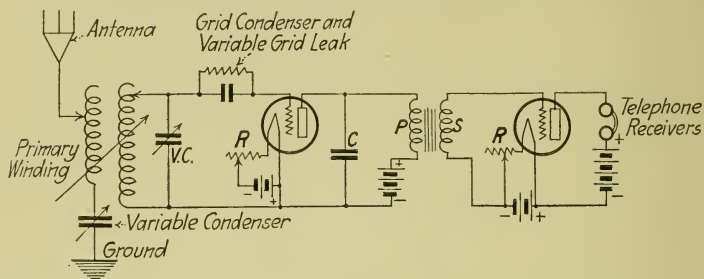 Antenna
Grid Condenser and
Variable Grid Leak
Primary
Winding
V.C.
R
C
P
S
R
Telephone
Receivers
+
-
+
-
-
+
-
+
Variable Condenser
Ground